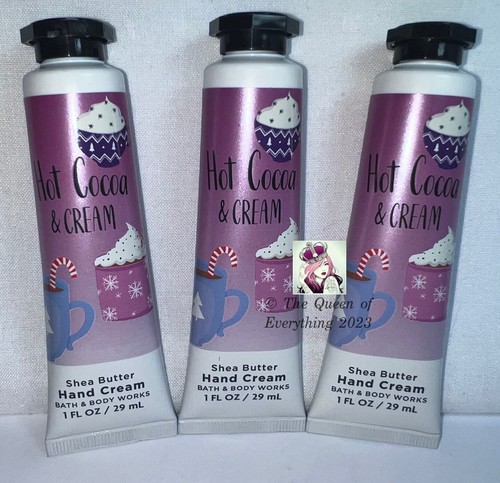 Hot Cocoa
& CREAM
Shea Butter
Hand Cream
BATH & BODY WORKS
1 FL OZ / 29 mL
Hot Cocoa
& CREAM
Shea Butter
Hand Cream
BATH & BODY WORKS
1 FL OZ / 29 mL
Hot Cocoa
& CREAM
Shea Butter
Hand Cream
BATH & BODY WORKS
1 FL OZ / 29 mL
© The Queen of
Everything 2023